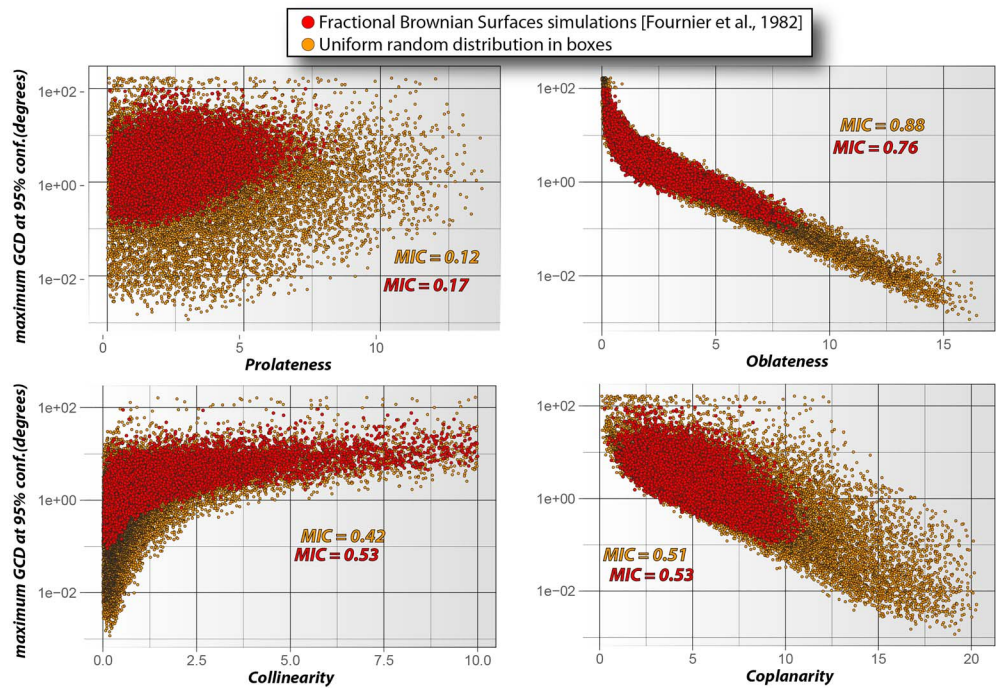 Fractional Brownian Surfaces simulations [Fournier et al., 1982]
Uniform random distribution in boxes
maximum GCD at 95% conf.(degrees)
1e+02
1e+00
1e-02
MIC = 0.12
MIC = 0.17
0 5 10
Prolateness
1e+02
1e+00
1e-02
MIC = 0.88
MIC = 0.76
0 5 10 15
Oblateness
maximum GCD at 95% conf.(degrees)
1e+02
1e+00
1e-02
MIC = 0.42
MIC = 0.53
0.0 2.5 5.0 7.5 10.0
Collinearity
1e+02
1e+00
1e-02
MIC = 0.51
MIC = 0.53
0 5 10 15 20
Coplanarity